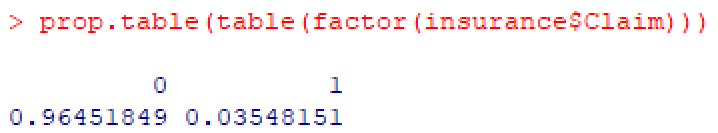 > prop.table(table(factor(insurance$Claim)))
0 1
0.96451849 0.03548151